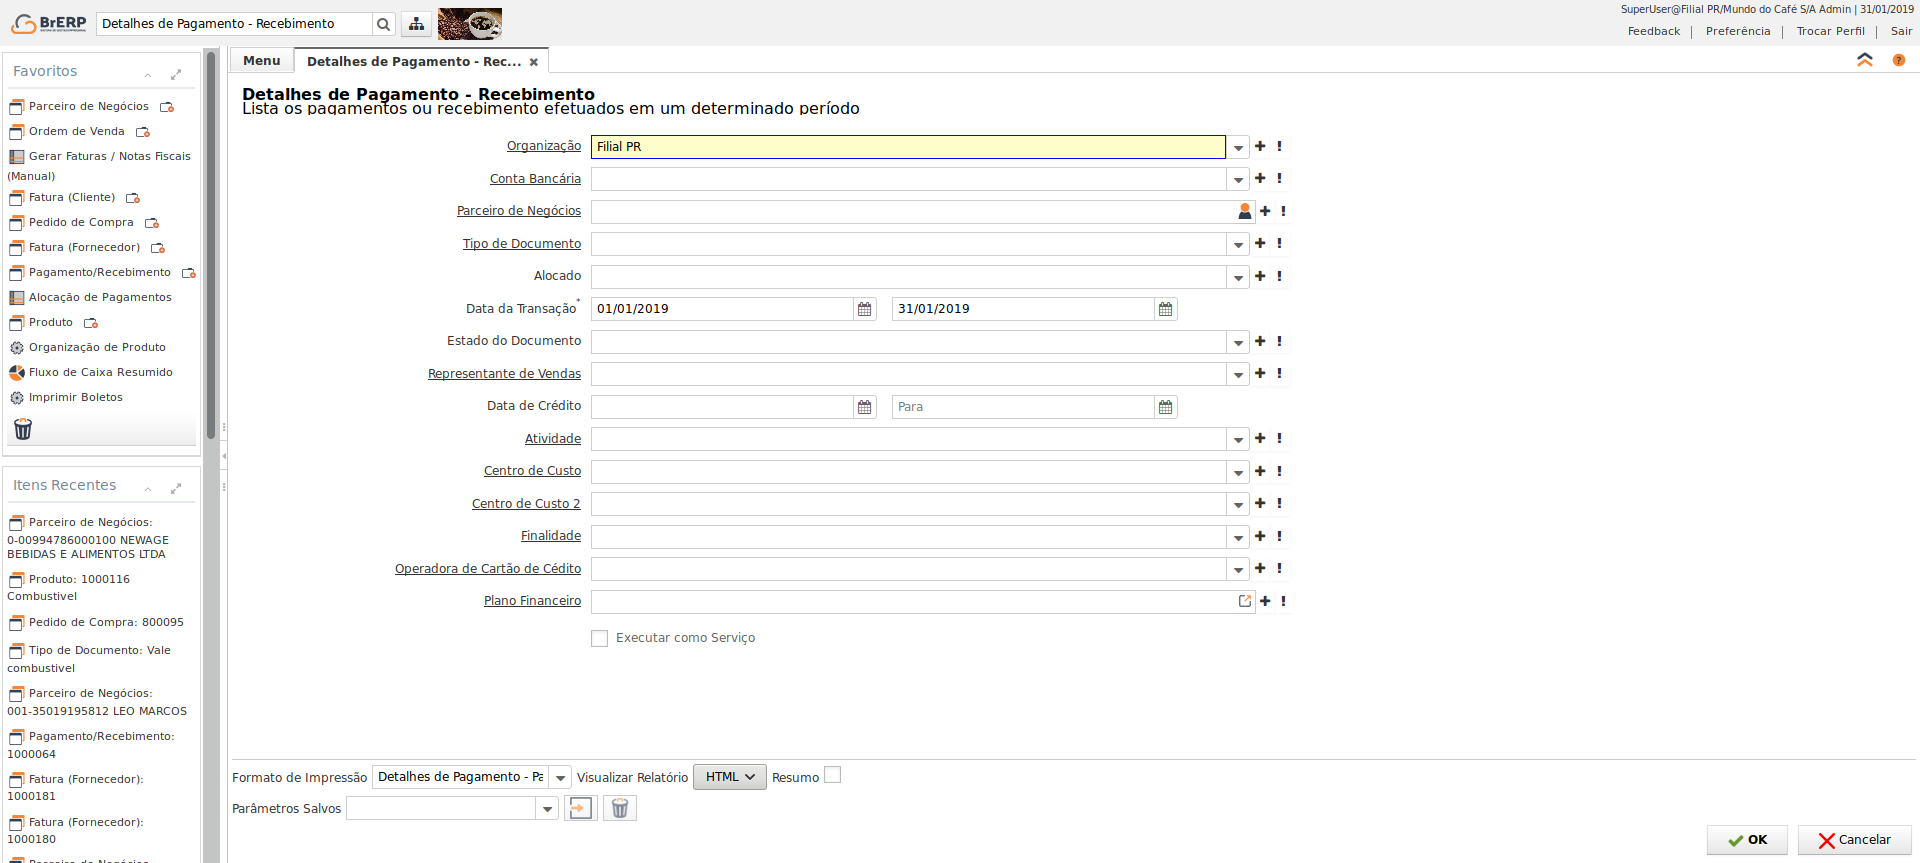 BrERP
Detalhes de Pagamento - Recebimento
SuperUser@Filial PR/Mundo do Café S/A Admin | 31/01/2019
Feedback | Preferência | Trocar Perfil | Sair
Favoritos
Parceiro de Negócios
Ordem de Venda
Gerar Faturas / Notas Fiscais
(Manual)
Fatura (Cliente)
Pedido de Compra
Fatura (Fornecedor)
Pagamento/Recebimento
Alocação de Pagamentos
Produto
Organização de Produto
Fluxo de Caixa Resumido
Imprimir Boletos
Itens Recentes
Parceiro de Negócios:
0-00994786000100 NEWAGE
BEBIDAS E ALIMENTOS LTDA
Produto: 1000116
Combustivel
Pedido de Compra: 800095
Tipo de Documento: Vale
combustivel
Parceiro de Negócios:
001-35019195812 LEO MARCOS
Pagamento/Recebimento:
1000064
Fatura (Fornecedor):
1000181
Fatura (Fornecedor):
1000180
Parceiro de Negócios
Menu
Detalhes de Pagamento - Rec...
Detalhes de Pagamento - Recebimento
Lista os pagamentos ou recebimento efetuados em um determinado período
Organização Filial PR
Conta Bancária
Parceiro de Negócios
Tipo de Documento
Alocado
Data da Transação* 01/01/2019 31/01/2019
Estado do Documento
Representante de Vendas
Data de Crédito Para
Atividade
Centro de Custo
Centro de Custo 2
Finalidade
Operadora de Cartão de Cédito
Plano Financeiro
Executar como Serviço
Formato de Impressão Detalhes de Pagamento - Pa Visualizar Relatório HTML Resumo
Parâmetros Salvos
OK Cancelar